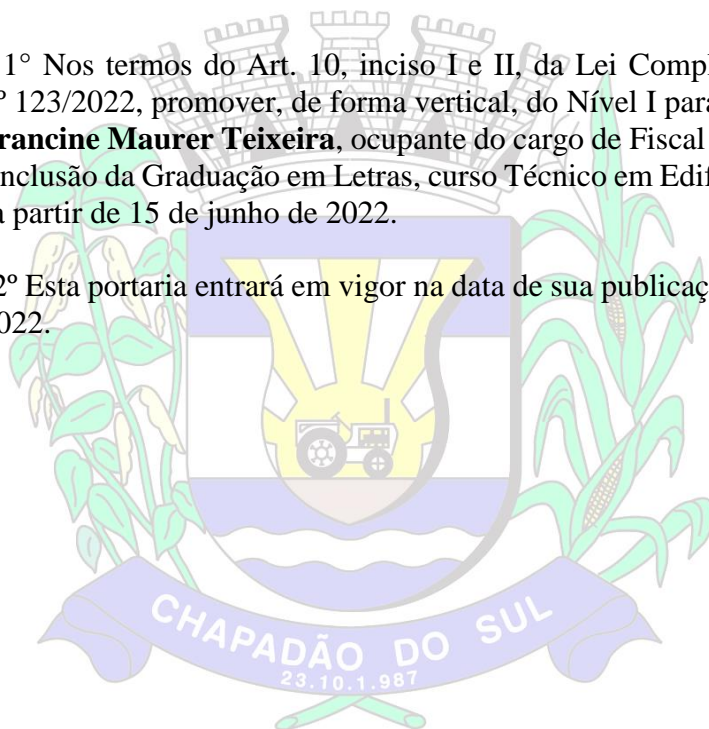 1° Nos termos do Art. 10, inciso I e II, da Lei Comp
º 123/2022, promover, de forma vertical, do Nível I para
rancine Maurer Teixeira, ocupante do cargo de Fiscal
nclusão da Graduação em Letras, curso Técnico em Edif
a partir de 15 de junho de 2022.
2º Esta portaria entrará em vigor na data de sua publicaç
022.
CHAPADÃO DO SUL
23.10.1.987